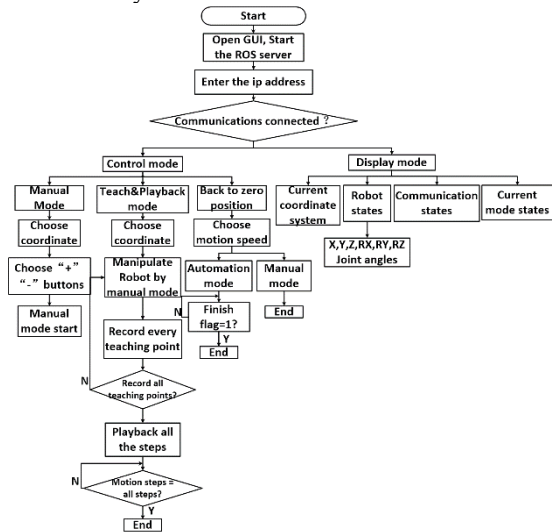 Start
Open GUI, Start
the ROS server
Enter the ip address
Communications connected ?
Control mode
Display mode
Manual
Mode
Teach&Playback
mode
Back to zero
position
Current
coordinate
system
Robot
states
Communication
states
Current
mode states
Choose
coordinate
Choose
coordinate
Choose
motion speed
X,Y,Z,RX,RY,RZ
Joint angles
Choose “+”
“-” buttons
Manipulate
Robot by
manual mode
Automation
mode
Manual
mode
Manual
mode start
Record every
teaching point
N
Finish
flag=1?
End
Y
End
N
Record all
teaching points?
Playback all
the steps
N
Motion steps =
all steps?
Y
End